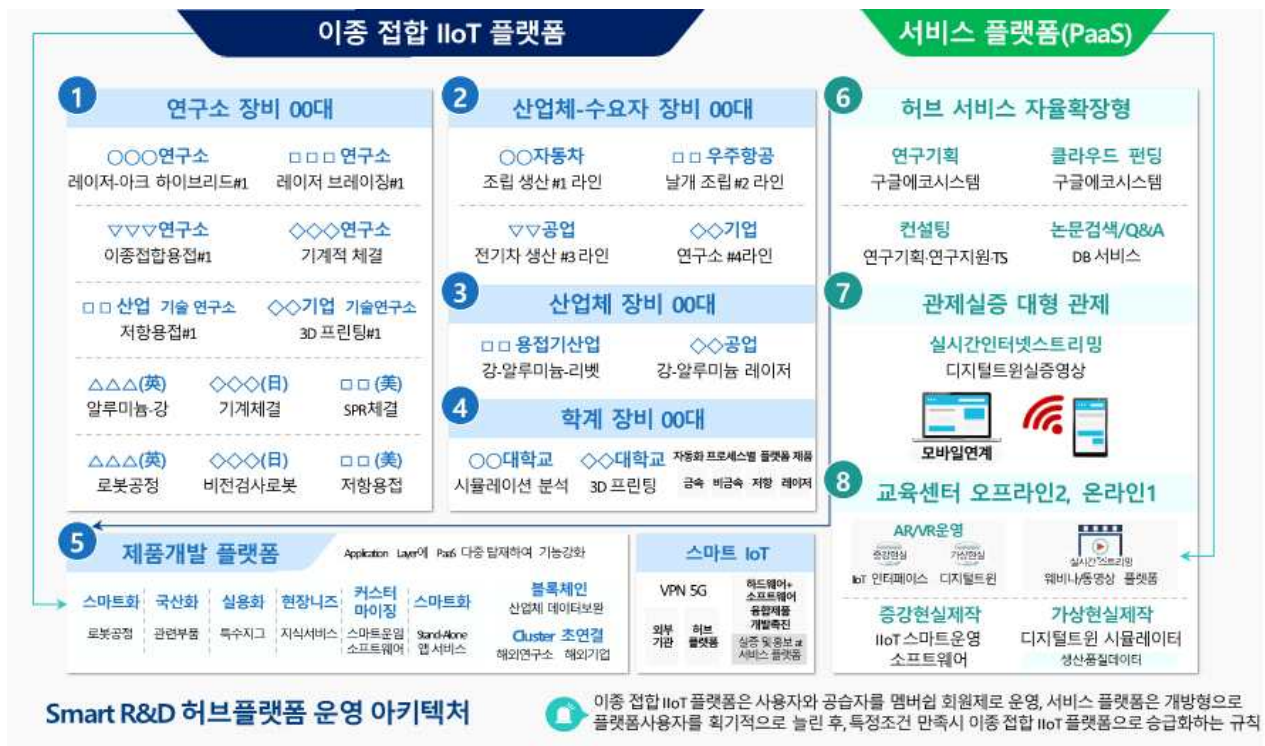 이종 접합 IIoT 플랫폼
서비스 플랫폼(PaaS)
1
연구소 장비 00대
○○○연구소 □□□연구소
레이저-아크 하이브리드#1 레이저 브레이징#1
▽▽▽연구소 ◇◇◇연구소
이종접합용접#1 기계적 체결
□□산업 기술 연구소 ◇◇기업 기술연구소
저항용접#1 3D 프린팅#1
△△△(英) ◇◇◇(日) □□(美)
알루미늄-강 기계체결 SPR체결
△△△(英) ◇◇◇(日) □□(美)
로봇공정 비전검사로봇 저항용접
2
산업체-수요자 장비 00대
○○자동차 □□우주항공
조립 생산 #1 라인 날개 조립 #2 라인
▽▽공업 ◇◇기업
전기차 생산 #3 라인 연구소 #4라인
3
산업체 장비 00대
□□용접기산업 ◇◇공업
강-알루미늄-리벳 강-알루미늄 레이저
4
학계 장비 00대
○○대학교 ◇◇대학교 자동화 프로세스별 플랫폼 제품
시뮬레이션 분석 3D 프린팅 금속 비금속 저항 레이저
5
제품개발 플랫폼
Application Layer에 PaaS 다중 탑재하여 기능강화
스마트화 국산화 실용화 현장니즈 커스터마이징 스마트화
로봇공정 관련부품 특수지그 지식서비스 스마트운임 소프트웨어 Stand-Alone 앱 서비스
블록체인
산업체 데이터보완
Cluster 초연결
해외연구소 해외기업
스마트 IoT
VPN 5G
외부 기관
허브 플랫폼
하드웨어+
소프트웨어
융합제품
개발촉진
실증 및 홍보 at
서비스 플랫폼
6
허브 서비스 자율확장형
연구기획 클라우드 펀딩
구글에코시스템 구글에코시스템
컨설팅 논문검색/Q&A
연구기획·연구지원·TS DB 서비스
7
관제실증 대형 관제
실시간인터넷스트리밍
디지털트윈실증영상
모바일연계
8
교육센터 오프라인2, 온라인1
AR/VR운영
증강현실 가상현실
IoT 인터페이스 디지털트윈
실시간 스트리밍
웨비나/동영상 플랫폼
증강현실제작 가상현실제작
IIoT 스마트운영 디지털트윈 시뮬레이터
소프트웨어 생산품질데이터
Smart R&D 허브플랫폼 운영 아키텍처
이종 접합 IIoT 플랫폼은 사용자와 공습자를 멤버쉽 회원제로 운영, 서비스 플랫폼은 개방형으로
플랫폼사용자를 획기적으로 늘린 후, 특정조건 만족시 이종 접합 IIoT 플랫폼으로 승급화하는 규칙